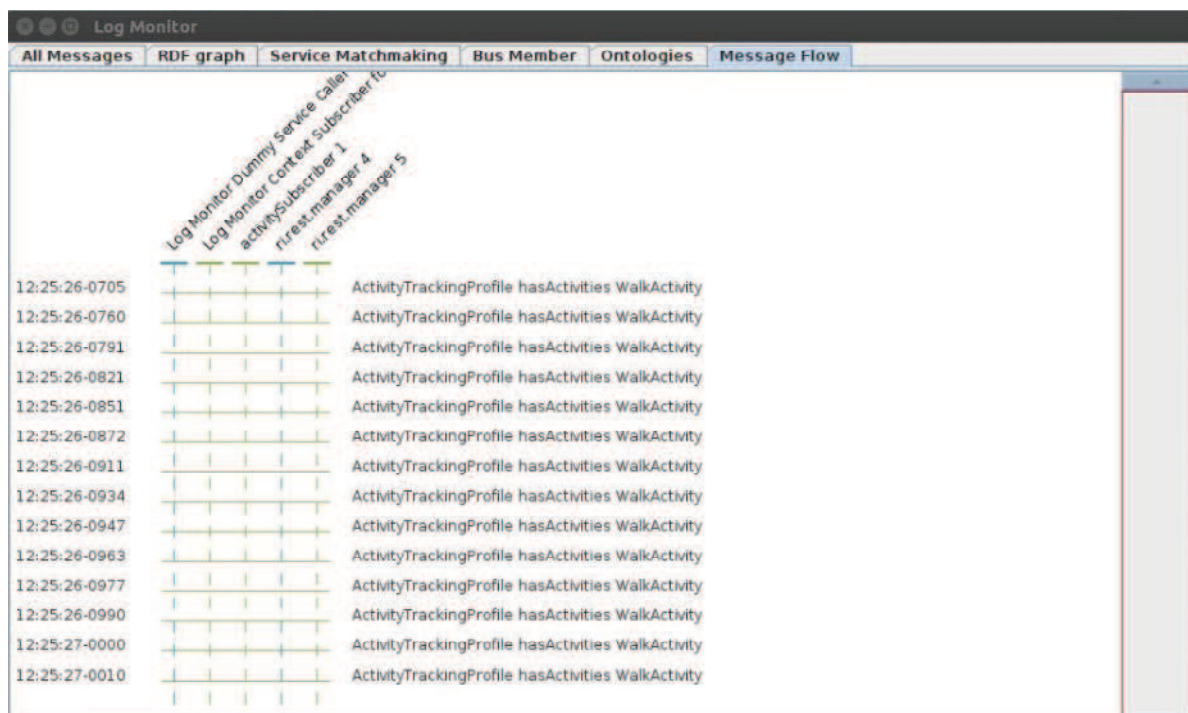 Log Monitor
All Messages RDF graph Service Matchmaking Bus Member Ontologies Message Flow
Log Monitor Dummy Service Caller
Log Monitor Context Subscriber fo
activitySubscriber 1
ri.rest.manager 4
ri.rest.manager 5
12:25:26-0705 ActivityTrackingProfile hasActivities WalkActivity
12:25:26-0760 ActivityTrackingProfile hasActivities WalkActivity
12:25:26-0791 ActivityTrackingProfile hasActivities WalkActivity
12:25:26-0821 ActivityTrackingProfile hasActivities WalkActivity
12:25:26-0851 ActivityTrackingProfile hasActivities WalkActivity
12:25:26-0872 ActivityTrackingProfile hasActivities WalkActivity
12:25:26-0911 ActivityTrackingProfile hasActivities WalkActivity
12:25:26-0934 ActivityTrackingProfile hasActivities WalkActivity
12:25:26-0947 ActivityTrackingProfile hasActivities WalkActivity
12:25:26-0963 ActivityTrackingProfile hasActivities WalkActivity
12:25:26-0977 ActivityTrackingProfile hasActivities WalkActivity
12:25:26-0990 ActivityTrackingProfile hasActivities WalkActivity
12:25:27-0000 ActivityTrackingProfile hasActivities WalkActivity
12:25:27-0010 ActivityTrackingProfile hasActivities WalkActivity